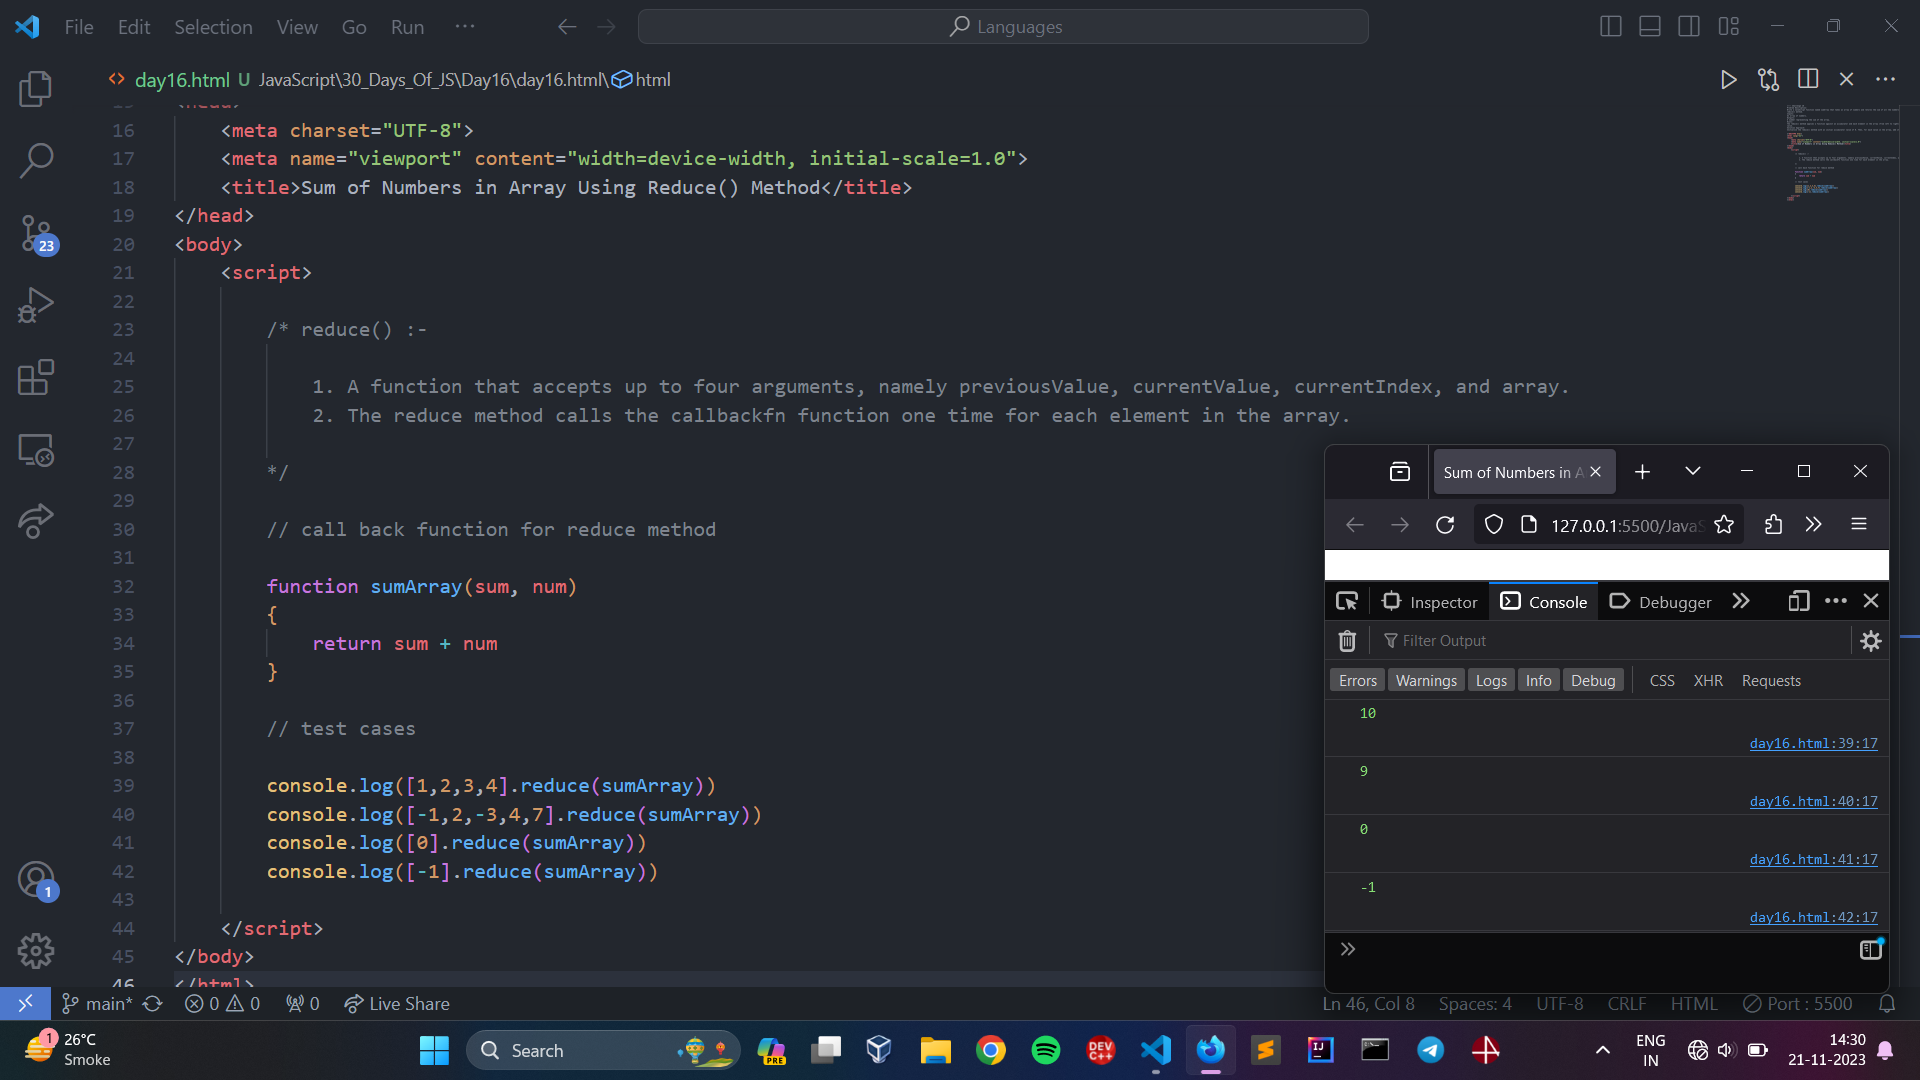 File Edit Selection View Go Run ··· Languages
day16.html U JavaScript\30_Days_Of_JS\Day16\day16.html\html
16 <meta charset="UTF-8">
17 <meta name="viewport" content="width=device-width, initial-scale=1.0">
18 <title>Sum of Numbers in Array Using Reduce() Method</title>
19 </head>
20 <body>
21 <script>
22
23 /* reduce() :-
24
25 1. A function that accepts up to four arguments, namely previousValue, currentValue, currentIndex, and array.
26 2. The reduce method calls the callbackfn function one time for each element in the array.
27
28 */
29
30 // call back function for reduce method
31
32 function sumArray(sum, num)
33 {
34 return sum + num
35 }
36
37 // test cases
38
39 console.log([1,2,3,4].reduce(sumArray))
40 console.log([-1,2,-3,4,7].reduce(sumArray))
41 console.log([0].reduce(sumArray))
42 console.log([-1].reduce(sumArray))
43
44 </script>
45 </body>
46 </html>
23
1
Sum of Numbers in A
127.0.0.1:5500/JavaS
Inspector Console Debugger
Filter Output
Errors Warnings Logs Info Debug CSS XHR Requests
10
day16.html:39:17
9
day16.html:40:17
0
day16.html:41:17
-1
day16.html:42:17
main* 0 0 0 Live Share Ln 46, Col 8 Spaces: 4 UTF-8 CRLF HTML Port : 5500
1
26°C
Smoke
Search
PRE
DEV
C++
IJ
ENG
IN
14:30
21-11-2023